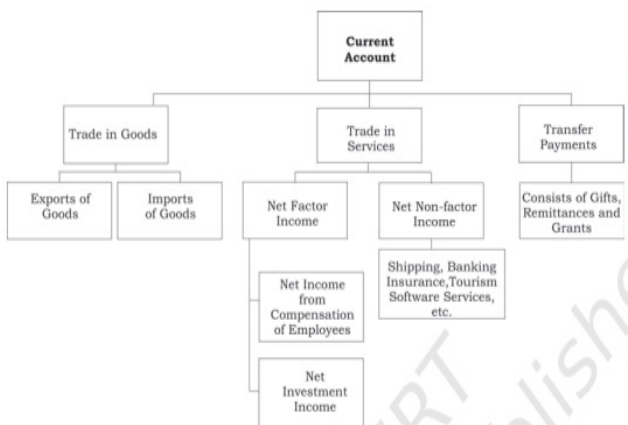 Current
Account
Trade in Goods
Trade in
Services
Transfer
Payments
Exports of
Goods
Imports
of Goods
Net Factor
Income
Net Non-factor
Income
Consists of Gifts,
Remittances and
Grants
Shipping, Banking
Insurance,Tourism
Software Services,
etc.
Net Income
from
Compensation
of Employees
Net
Investment
Income